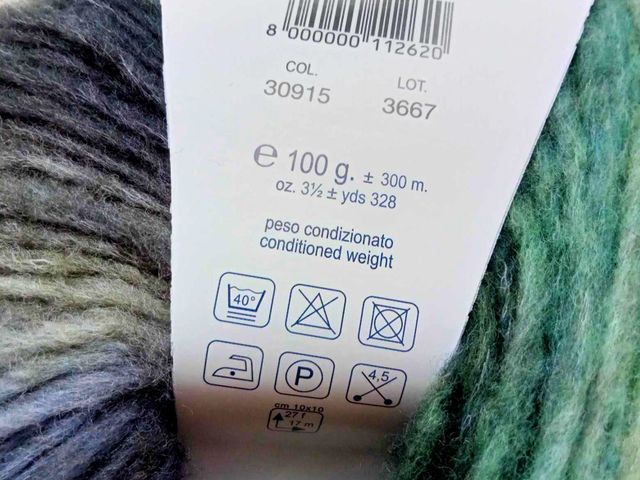 8 000000 112620
COL. LOT.
30915 3667
℮ 100 g. ± 300 m.
oz. 3½ ± yds 328
peso condizionato
conditioned weight
40°
P
4,5
cm 10x10
27 f
17 m